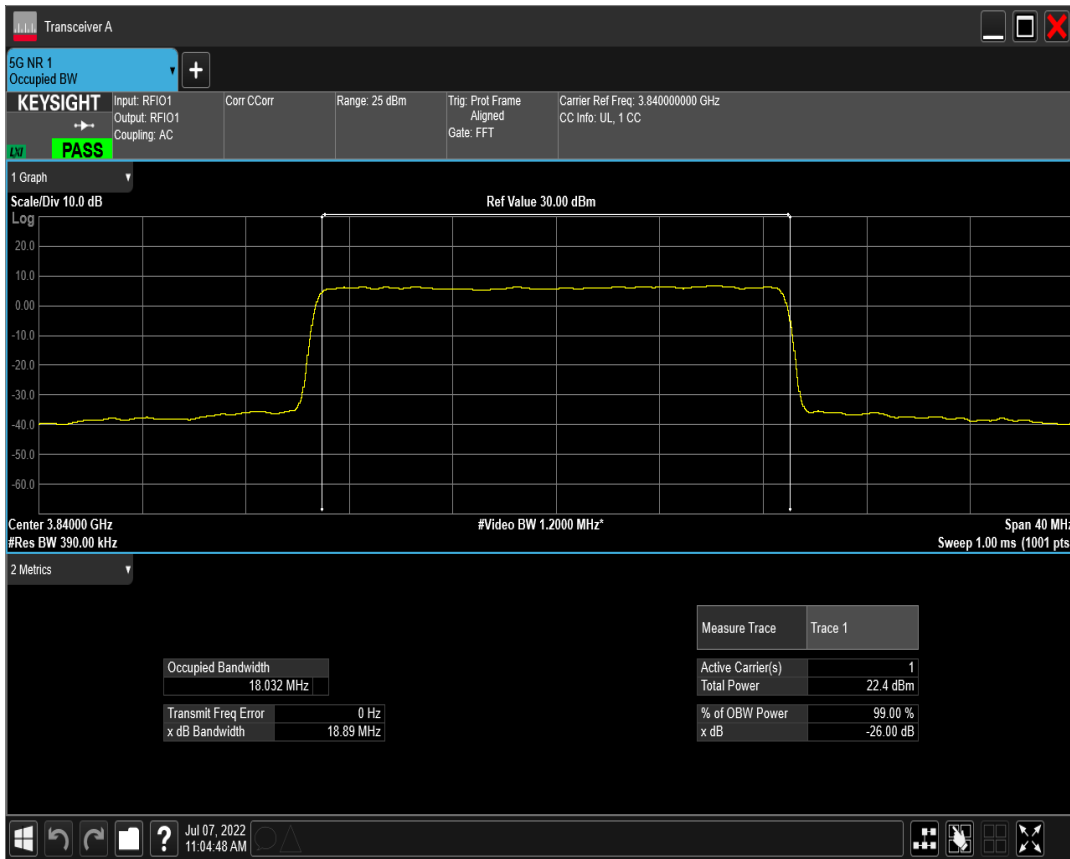 Transceiver A
5G NR 1
Occupied BW
+
KEYSIGHT
LXI
PASS
Input: RFIO1
Output: RFIO1
Coupling: AC
Corr CCorr
Range: 25 dBm
Trig: Prot Frame
Aligned
Gate: FFT
Carrier Ref Freq: 3.840000000 GHz
CC Info: UL, 1 CC
1 Graph
Scale/Div 10.0 dB
Ref Value 30.00 dBm
Log
20.0
10.0
0.00
-10.0
-20.0
-30.0
-40.0
-50.0
-60.0
Center 3.84000 GHz
#Video BW 1.2000 MHz*
Span 40 MHz
#Res BW 390.00 kHz
Sweep 1.00 ms (1001 pts
2 Metrics
Measure Trace Trace 1
Occupied Bandwidth
18.032 MHz
Active Carrier(s) 1
Total Power 22.4 dBm
Transmit Freq Error 0 Hz
x dB Bandwidth 18.89 MHz
% of OBW Power 99.00 %
x dB -26.00 dB
?
Jul 07, 2022
11:04:48 AM